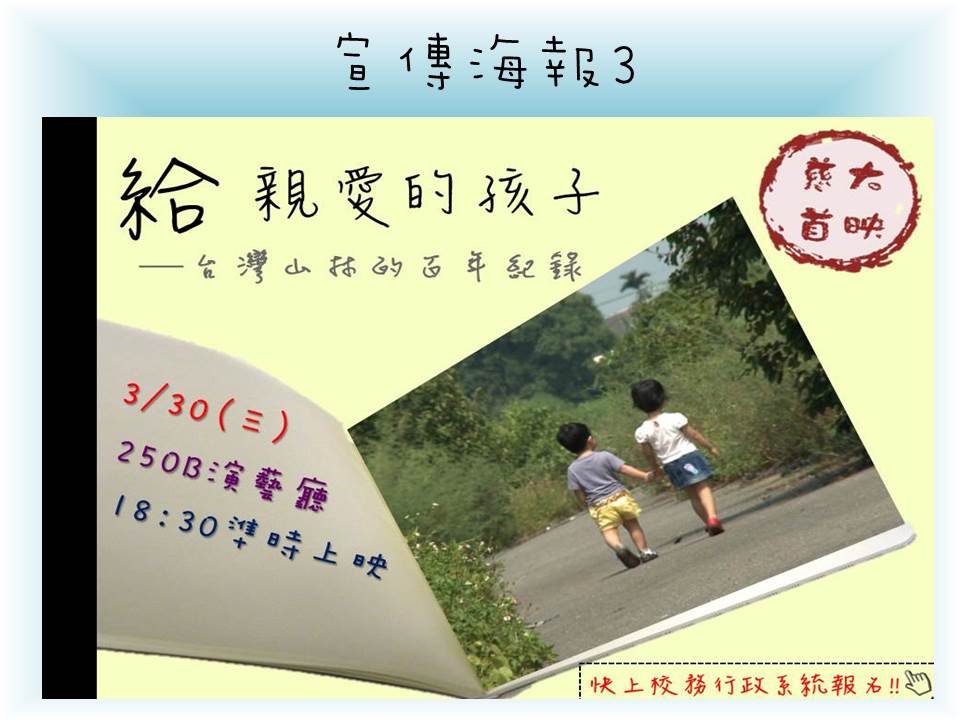 宣傳海報3
給親愛的孩子
──台灣山林的百年紀錄
慈大
首映
3/30(三)
250B演藝廳
18:30準時上映
快上校務行政系統報名!!